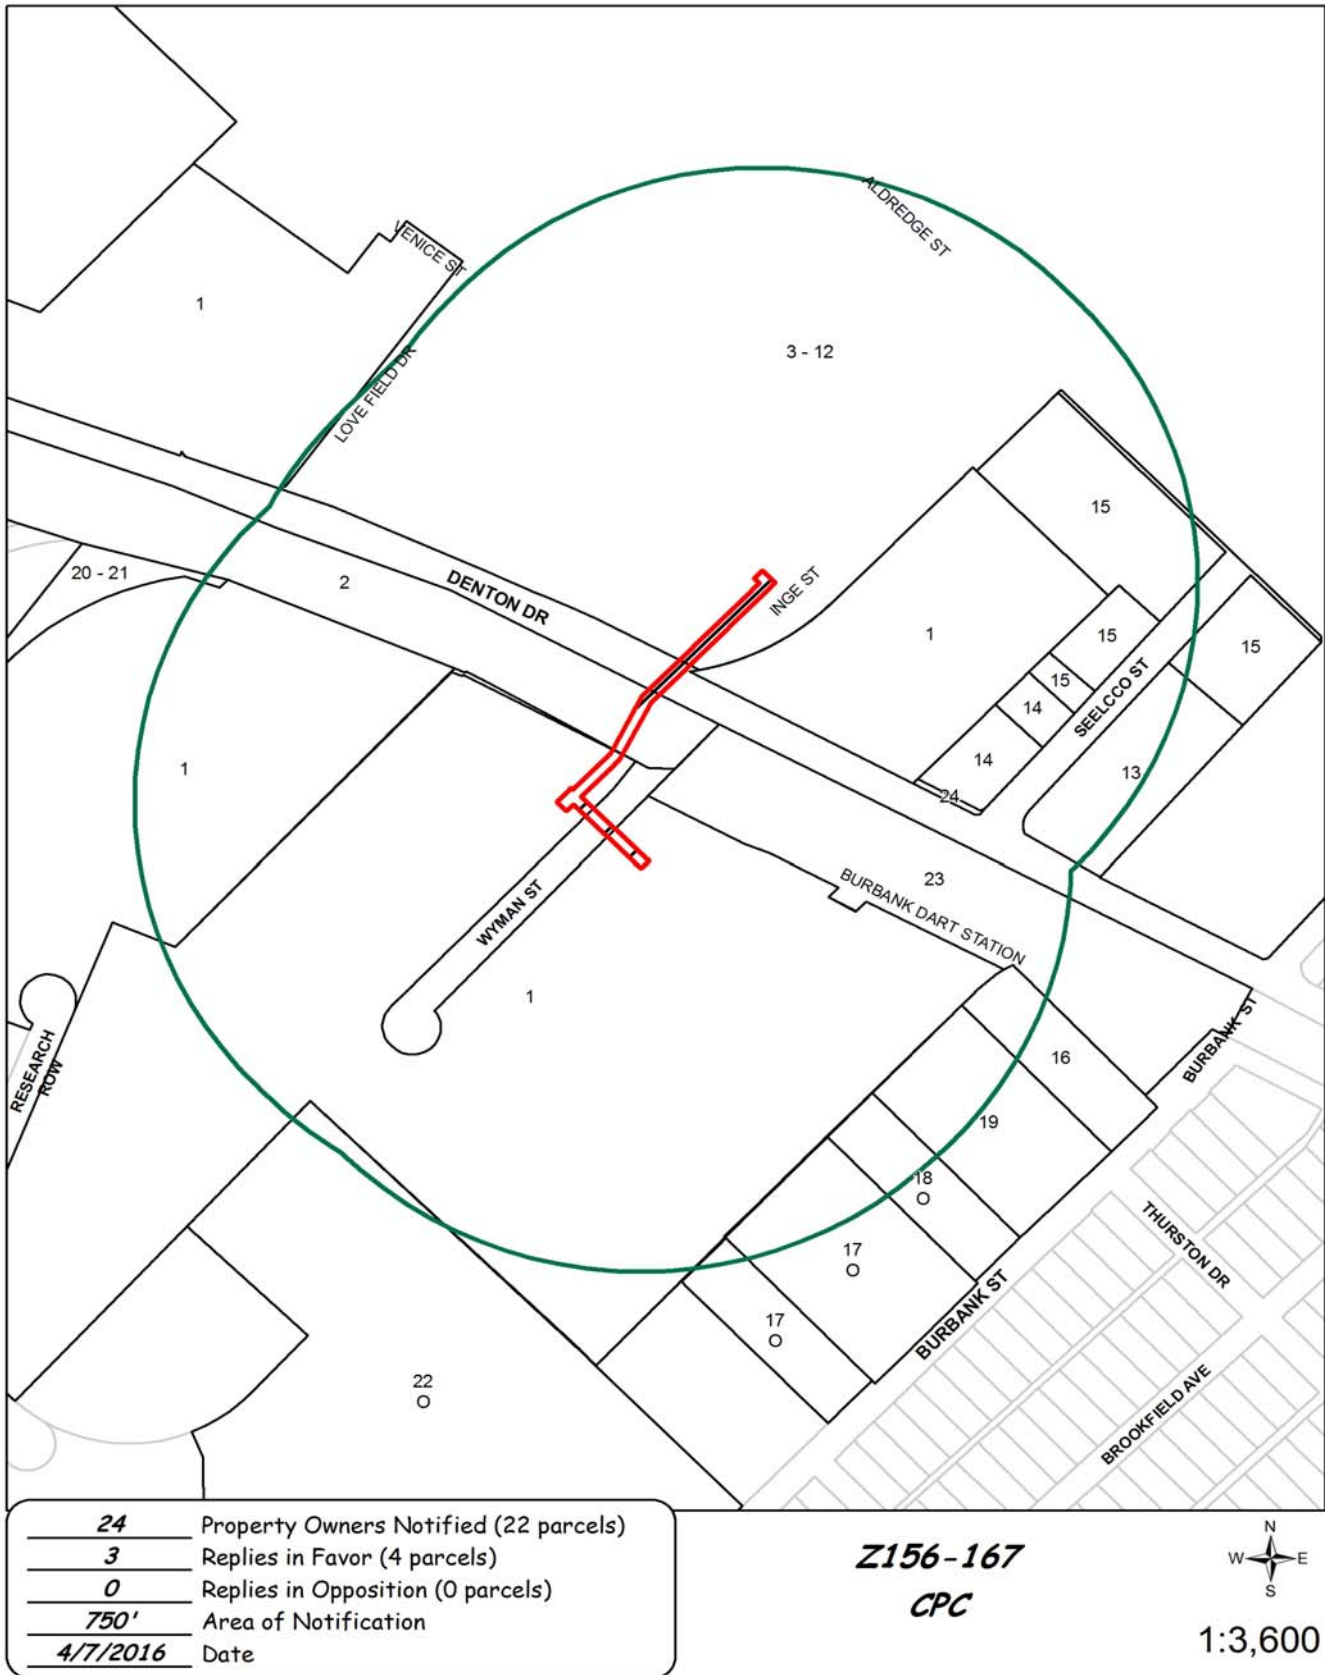 ALDREDGE ST
VENICE ST
1
3 - 12
LOVE FIELD DR
15
20 - 21
2
DENTON DR
INGE ST
1
15
15
15
14
SEELCCO ST
14
13
1
24
23
BURBANK DART STATION
WYMAN ST
1
RESEARCH
ROW
BURBANK ST
16
19
18
THURSTON DR
17
17
BURBANK ST
22
BROOKFIELD AVE
24 Property Owners Notified (22 parcels)
3 Replies in Favor (4 parcels)
0 Replies in Opposition (0 parcels)
750' Area of Notification
4/7/2016 Date
Z156-167
CPC
N
W E
S
1:3,600